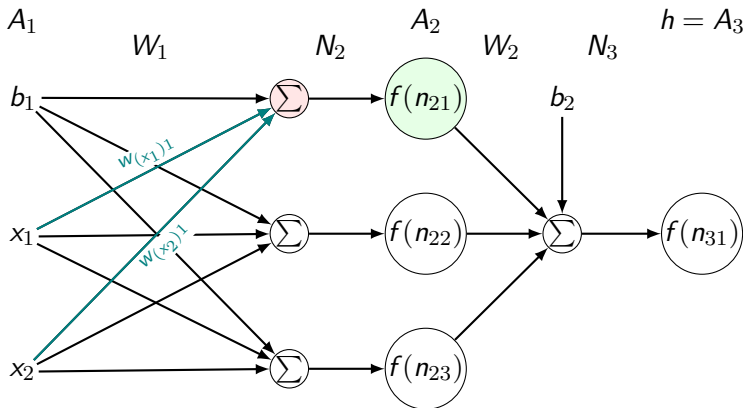 A₁ W₁ N₂ A₂ W₂ N₃ h = A₃
b₁ Σ f(n₂₁) b₂
w₍ₓ₁₎₁
x₁ Σ f(n₂₂) Σ f(n₃₁)
w₍ₓ₂₎₁
x₂ Σ f(n₂₃)